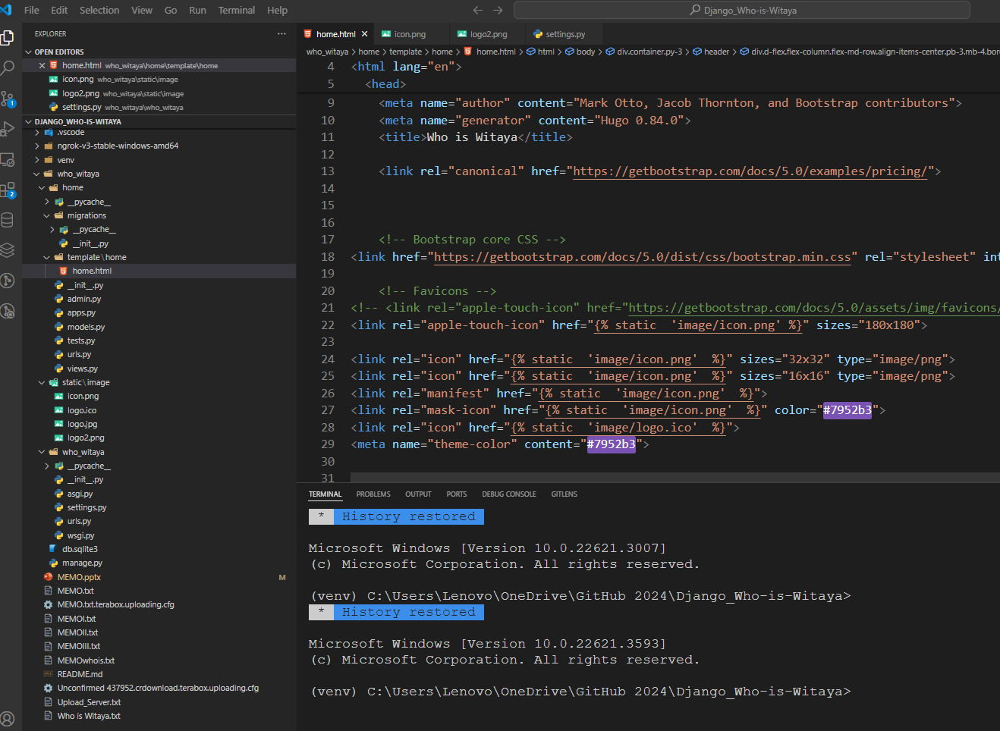 File Edit Selection View Go Run Terminal Help
Django_Who-is-Witaya
EXPLORER
OPEN EDITORS
home.html who_witaya\home\template\home
icon.png who_witaya\static\image
logo2.png who_witaya\static\image
settings.py who_witaya\who_witaya
DJANGO_WHO-IS-WITAYA
.vscode
ngrok-v3-stable-windows-amd64
venv
who_witaya
home
__pycache__
migrations
__pycache__
__init__.py
template\home
home.html
__init__.py
admin.py
apps.py
models.py
tests.py
urls.py
views.py
static\image
icon.png
logo.ico
logo.jpg
logo2.png
who_witaya
__pycache__
__init__.py
asgi.py
settings.py
urls.py
wsgi.py
db.sqlite3
manage.py
MEMO.pptx M
MEMO.txt
MEMO.txt.terabox.uploading.cfg
MEMOI.txt
MEMOII.txt
MEMOIII.txt
MEMOwhois.txt
README.md
Unconfirmed 437952.crdownload.terabox.uploading.cfg
Upload_Server.txt
Who is Witaya.txt
1
2
home.html icon.png logo2.png settings.py
who_witaya > home > template > home > home.html > html > body > div.container.py-3 > header > div.d-flex.flex-column.flex-md-row.align-items-center.pb-3.mb-4.bor
4 <html lang="en">
5 <head>
9 <meta name="author" content="Mark Otto, Jacob Thornton, and Bootstrap contributors">
10 <meta name="generator" content="Hugo 0.84.0">
11 <title>Who is Witaya</title>
12
13 <link rel="canonical" href="https://getbootstrap.com/docs/5.0/examples/pricing/">
14
15
16
17 <!-- Bootstrap core CSS -->
18 <link href="https://getbootstrap.com/docs/5.0/dist/css/bootstrap.min.css" rel="stylesheet" int
19
20 <!-- Favicons -->
21 <!-- <link rel="apple-touch-icon" href="https://getbootstrap.com/docs/5.0/assets/img/favicons/
22 <link rel="apple-touch-icon" href="{% static  'image/icon.png' %}" sizes="180x180">
23
24 <link rel="icon" href="{% static  'image/icon.png'  %}" sizes="32x32" type="image/png">
25 <link rel="icon" href="{% static  'image/icon.png'  %}" sizes="16x16" type="image/png">
26 <link rel="manifest" href="{% static  'image/icon.png'  %}">
27 <link rel="mask-icon" href="{% static  'image/icon.png'  %}" color="#7952b3">
28 <link rel="icon" href="{% static  'image/logo.ico'  %}">
29 <meta name="theme-color" content="#7952b3">
30
31
TERMINAL PROBLEMS OUTPUT PORTS DEBUG CONSOLE GITLENS
* History restored
Microsoft Windows [Version 10.0.22621.3007]
(c) Microsoft Corporation. All rights reserved.
(venv) C:\Users\Lenovo\OneDrive\GitHub 2024\Django_Who-is-Witaya>
* History restored
Microsoft Windows [Version 10.0.22621.3593]
(c) Microsoft Corporation. All rights reserved.
(venv) C:\Users\Lenovo\OneDrive\GitHub 2024\Django_Who-is-Witaya>